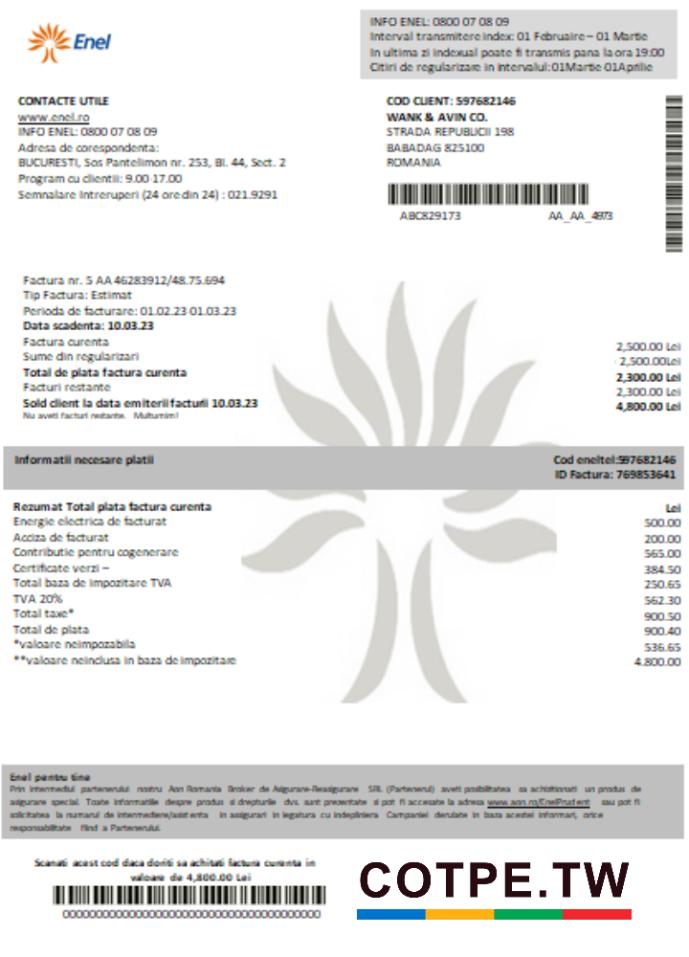 Enel
INFO ENEL: 0800 07 08 09
Interval transmitere index: 01 Februaire – 01 Martie
In ultima zi indexual poate fi transmis pana la ora 19:00
Citiri de regularizare in intervalul: 01Martie 01Aprilie
CONTACTE UTILE
www.enel.ro
INFO ENEL: 0800 07 08 09
Adresa de corespondenta:
BUCURESTI, Sos Pantelimon nr. 253, Bl. 44, Sect. 2
Program cu clientii: 9.00-17.00
Semnalare Intreruperi (24 ore din 24) : 021.9291
COD CLIENT: 597682146
WANK & AVIN CO.
STRADA REPUBLICII 198
BABADAG 825100
ROMANIA
ABC829173 AA_AA_4973
Factura nr. 5 AA 46283912/48.75.694
Tip Factura: Estimat
Perioda de facturare: 01.02.23 01.03.23
Data scadenta: 10.03.23
Factura curenta 2,500.00 Lei
Sume din regularizari - 2,500.00Lei
Total de plata factura curenta 2,300.00 Lei
Facturi restante 2,300.00 Lei
Sold client la data emiterii facturii 10.03.23 4,800.00 Lei
Nu aveti facturi restante. Multumim!
Informatii necesare platii Cod eneltel:597682146
ID Factura: 769853641
Rezumat Total plata factura curenta Lei
Energie electrica de facturat 500.00
Acciza de facturat 200.00
Contributie pentru cogenerare 565.00
Certificate verzi – 384.50
Total baza de impozitare TVA 250.65
TVA 20% 562.30
Total taxe* 900.50
Total de plata 900.40
*valoare neimpozabila 536.65
**valoare neinclusa in baza de impozitare 4.800.00
Enel pentru tine
Prin intermediul partenerului nostru Aon Romania Broker de Asigurare-Reasigurare SRL (Partenerul) aveti posibilitatea sa achizitionati un produs de
asigurare special. Toate informatiile despre produs si drepturile dvs. sunt prezentate si pot fi accesate la adresa www.aon.ro/EnelPrudent sau pot fi
solicitate la numarul de intermediere/asistenta in asigurari in legatura cu indeplinirea Campaniei derulate in baza acestei informari, orice
responsabilitate fiind a Partenerului.
Scanati acest cod daca doriti sa achitati factura curenta in
valoare de 4,800.00 Lei
COTPE.TW